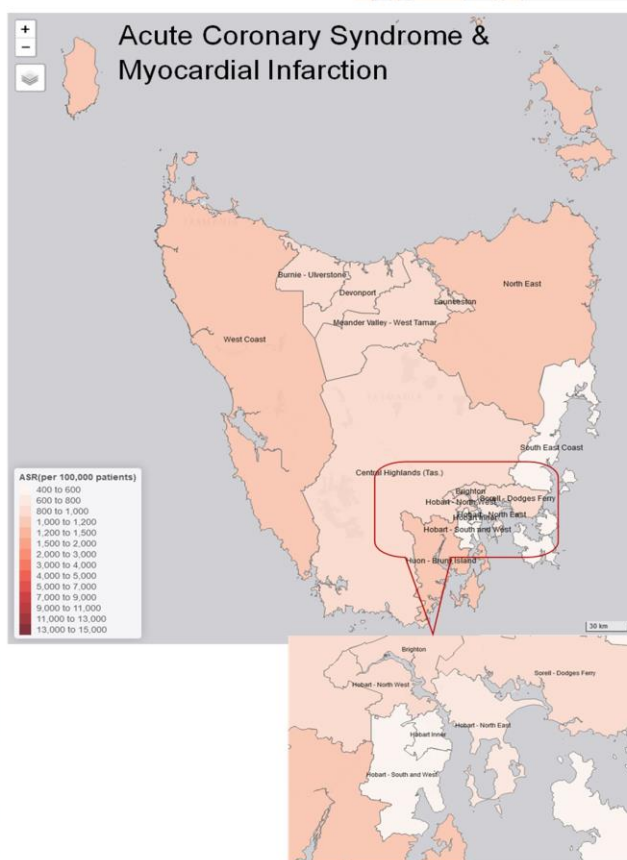 +
−
Acute Coronary Syndrome &
Myocardial Infarction
Burnie - Ulverstone
Devonport
Launceston
North East
Meander Valley - West Tamar
West Coast
South East Coast
Central Highlands (Tas.)
Brighton
Sorell - Dodges Ferry
Hobart - North West
Hobart - North East
Hobart Inner
Hobart - South and West
Huon - Bruny Island
ASR(per 100,000 patients)
400 to 600
600 to 800
800 to 1,000
1,000 to 1,200
1,200 to 1,500
1,500 to 2,000
2,000 to 3,000
3,000 to 4,000
4,000 to 5,000
5,000 to 7,000
7,000 to 9,000
9,000 to 11,000
11,000 to 13,000
13,000 to 15,000
30 km
Brighton
Sorell - Dodges Ferry
Hobart - North West
Hobart - North East
Hobart Inner
Hobart - South and West